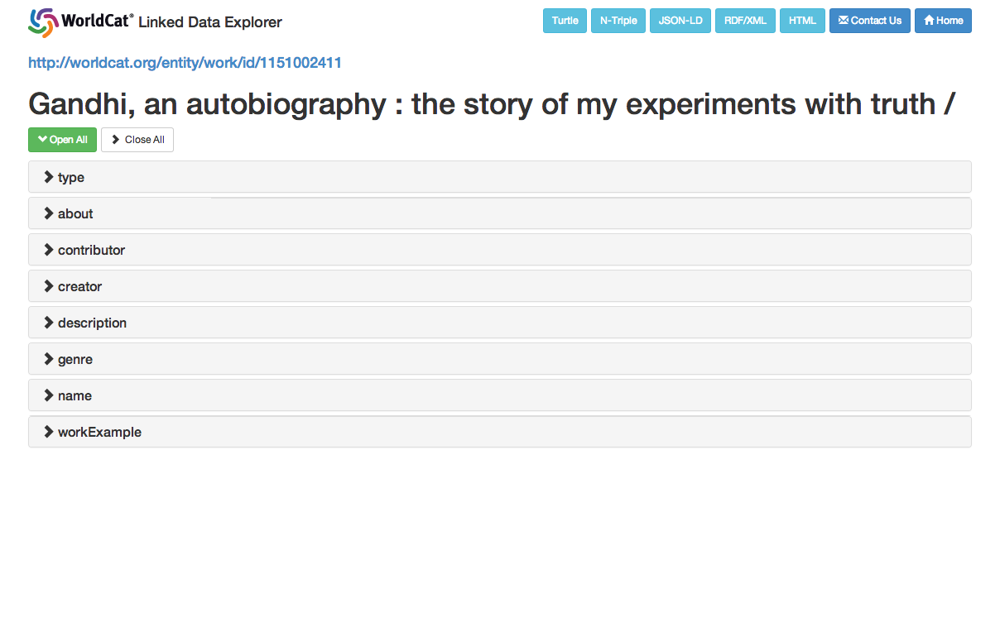 WorldCat® Linked Data Explorer Turtle N-Triple JSON-LD RDF/XML HTML Contact Us Home
http://worldcat.org/entity/work/id/1151002411
Gandhi, an autobiography : the story of my experiments with truth /
Open All Close All
type
about
contributor
creator
description
genre
name
workExample